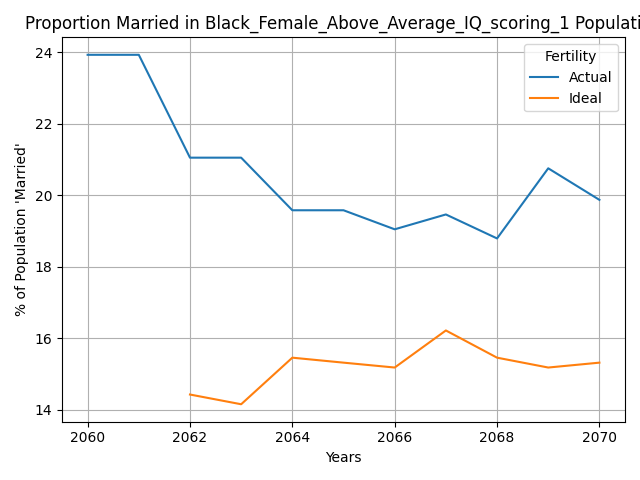 Proportion Married in Black_Female_Above_Average_IQ_scoring_1 Populati
Fertility
Actual
Ideal
% of Population 'Married'
24
22
20
18
16
14
2060 2062 2064 2066 2068 2070
Years